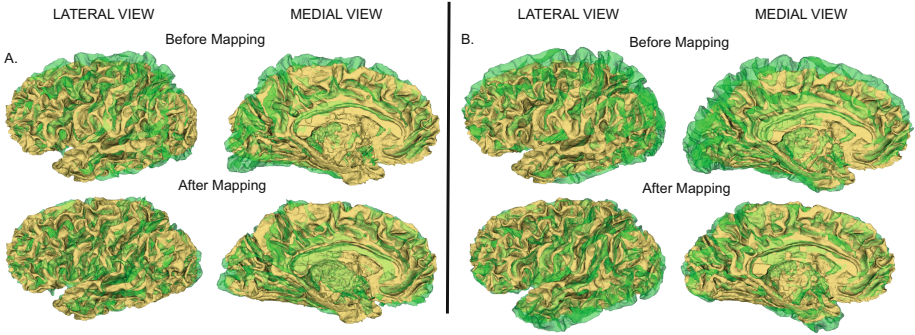 LATERAL VIEW MEDIAL VIEW
Before Mapping
A.
After Mapping
LATERAL VIEW MEDIAL VIEW
B.
Before Mapping
After Mapping